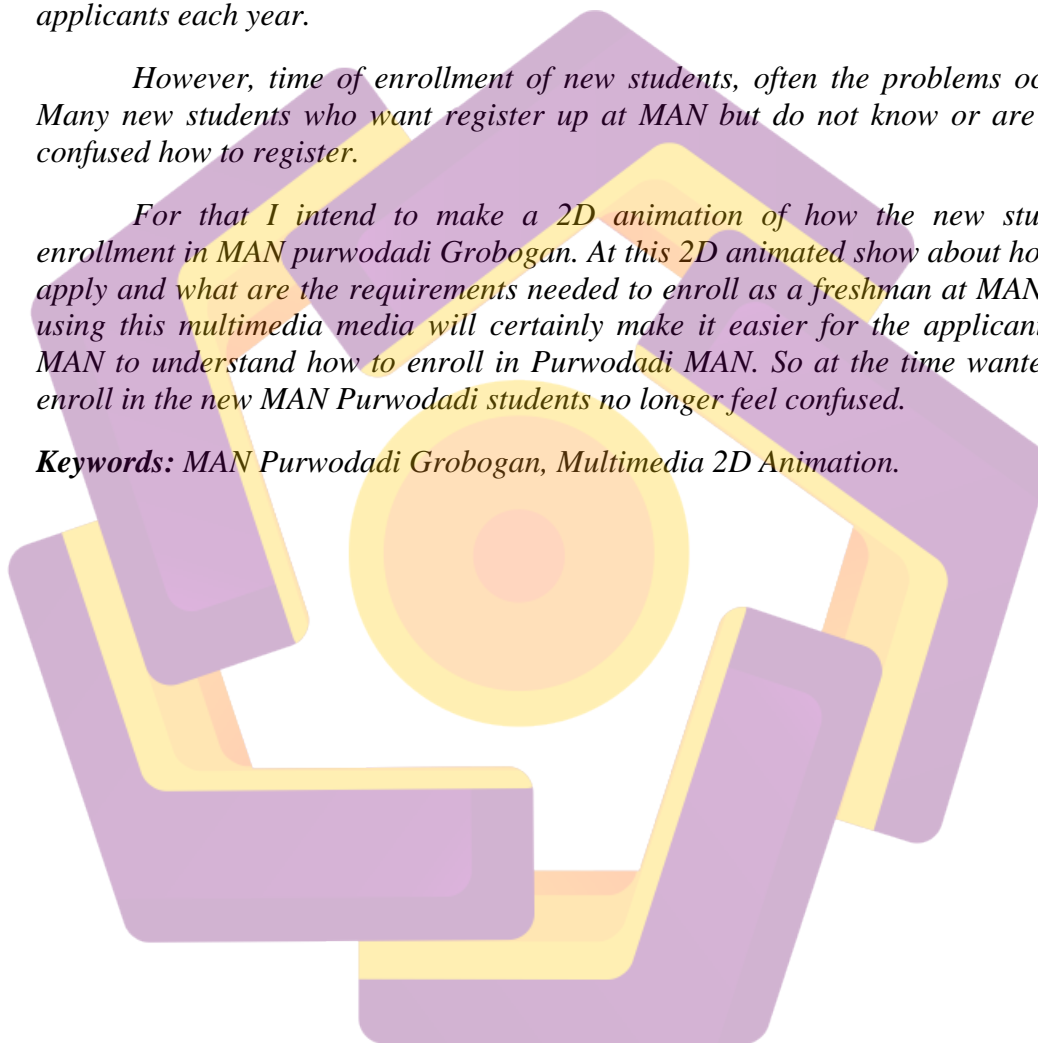 applicants each year.
However, time of enrollment of new students, often the problems oc
Many new students who want register up at MAN but do not know or are
confused how to register.
For that I intend to make a 2D animation of how the new stu
enrollment in MAN purwodadi Grobogan. At this 2D animated show about ho
apply and what are the requirements needed to enroll as a freshman at MAN
using this multimedia media will certainly make it easier for the applican
MAN to understand how to enroll in Purwodadi MAN. So at the time wante
enroll in the new MAN Purwodadi students no longer feel confused.
Keywords: MAN Purwodadi Grobogan, Multimedia 2D Animation.